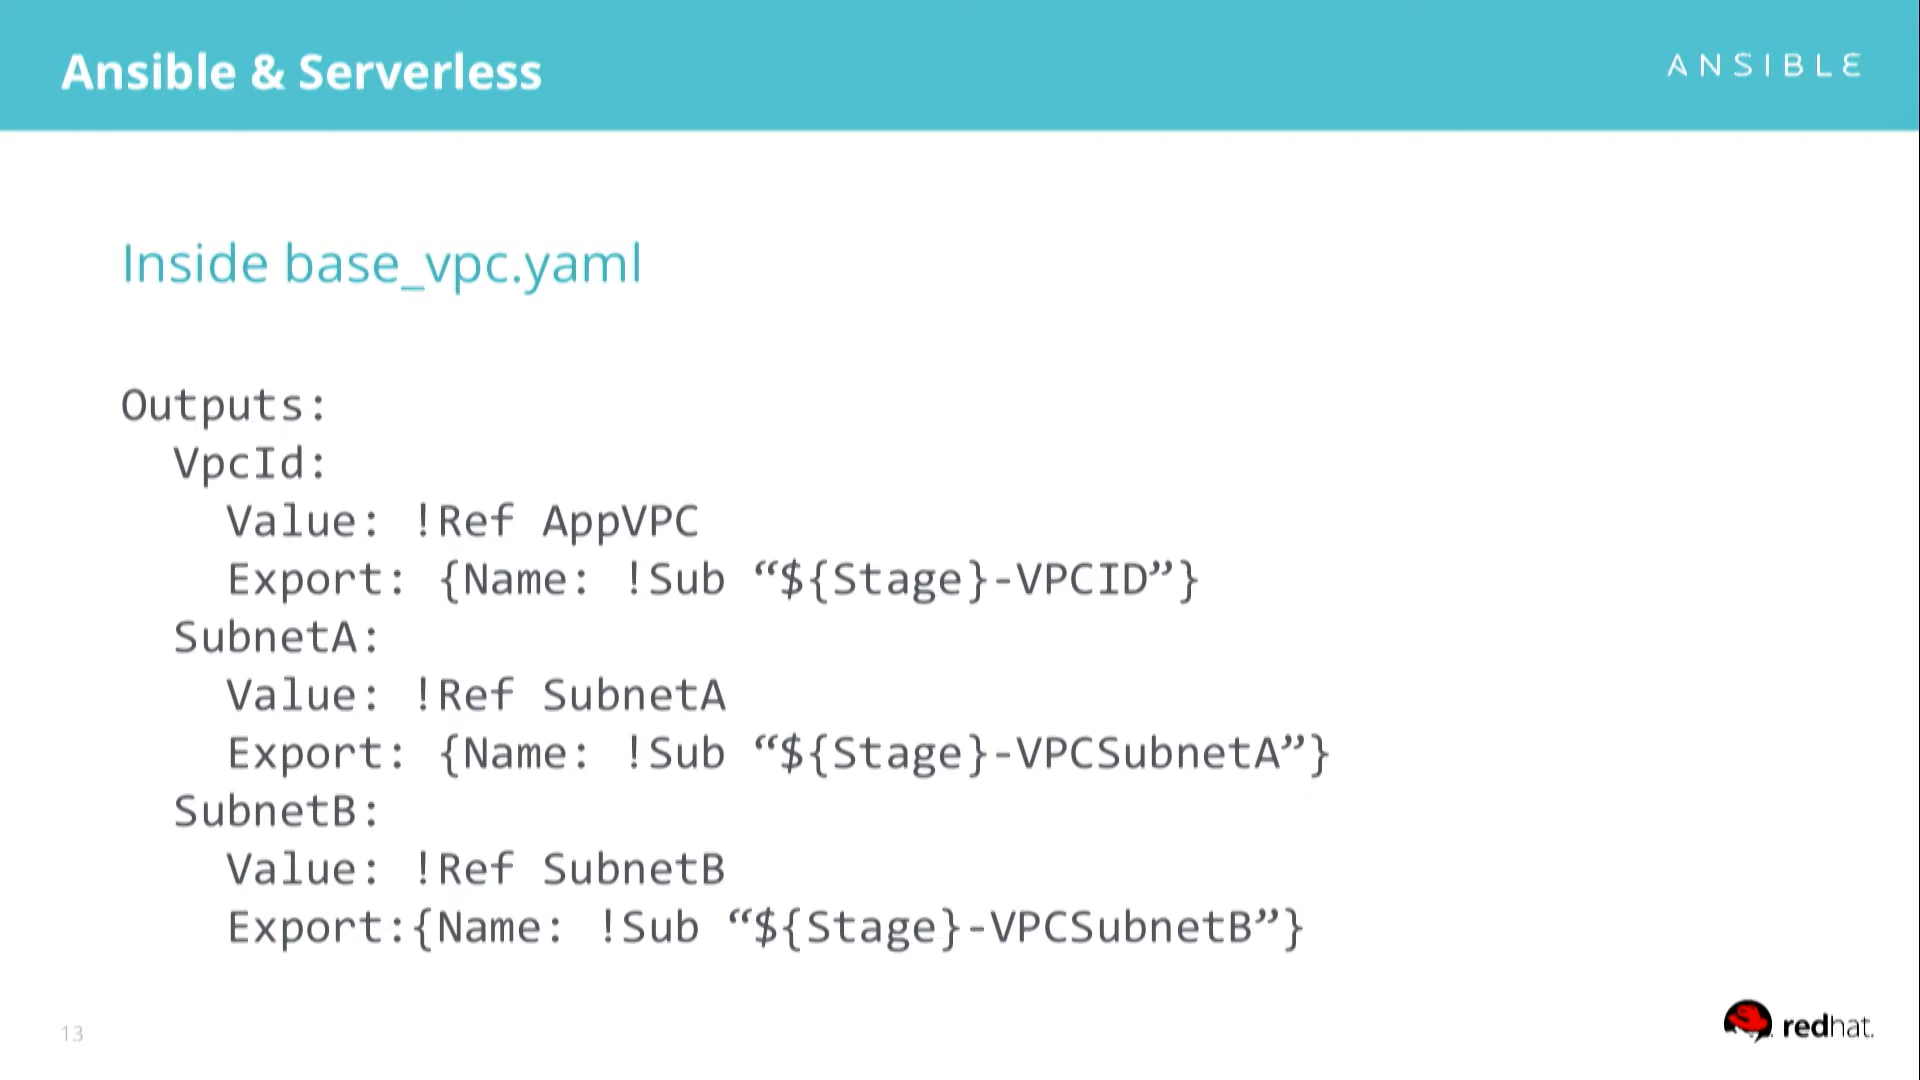 Ansible & Serverless
ANSIBLE
Inside base_vpc.yaml
Outputs:
  VpcId:
    Value: !Ref AppVPC
    Export: {Name: !Sub “${Stage}-VPCID”}
  SubnetA:
    Value: !Ref SubnetA
    Export: {Name: !Sub “${Stage}-VPCSubnetA”}
  SubnetB:
    Value: !Ref SubnetB
    Export:{Name: !Sub “${Stage}-VPCSubnetB”}
13
redhat.